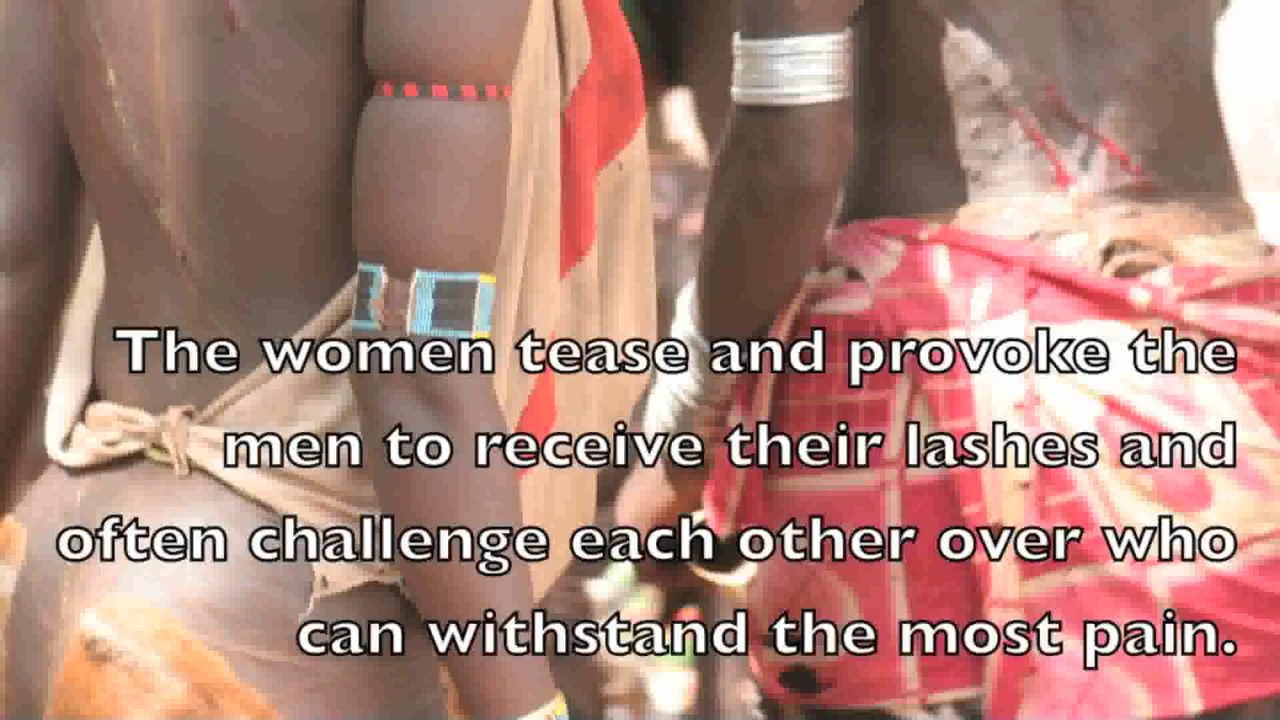 The women tease and provoke the
men to receive their lashes and
often challenge each other over who
can withstand the most pain.